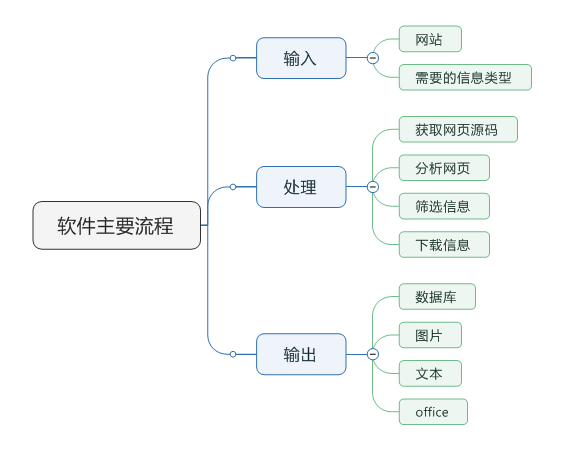 软件主要流程
输入
网站
需要的信息类型
处理
获取网页源码
分析网页
筛选信息
下载信息
输出
数据库
图片
文本
office